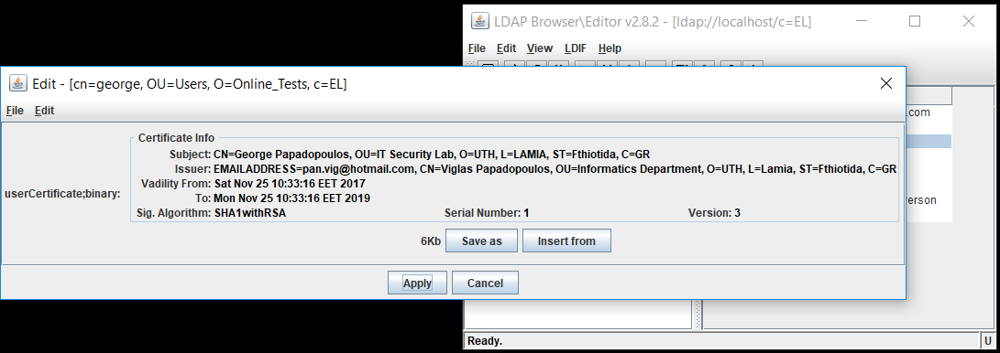 LDAP Browser\Editor v2.8.2 - [ldap://localhost/c=EL]
File Edit View LDIF Help
Edit - [cn=george, OU=Users, O=Online_Tests, c=EL]
File Edit
.com
Certificate Info
Subject: CN=George Papadopoulos, OU=IT Security Lab, O=UTH, L=LAMIA, ST=Fthiotida, C=GR
Issuer: EMAILADDRESS=pan.vig@hotmail.com, CN=Viglas Papadopoulos, OU=Informatics Department, O=UTH, L=Lamia, ST=Fthiotida, C=GR
Vadility From: Sat Nov 25 10:33:16 EET 2017
userCertificate;binary:
To: Mon Nov 25 10:33:16 EET 2019
erson
Sig. Algorithm: SHA1withRSA Serial Number: 1 Version: 3
6Kb Save as Insert from
Apply Cancel
Ready. U